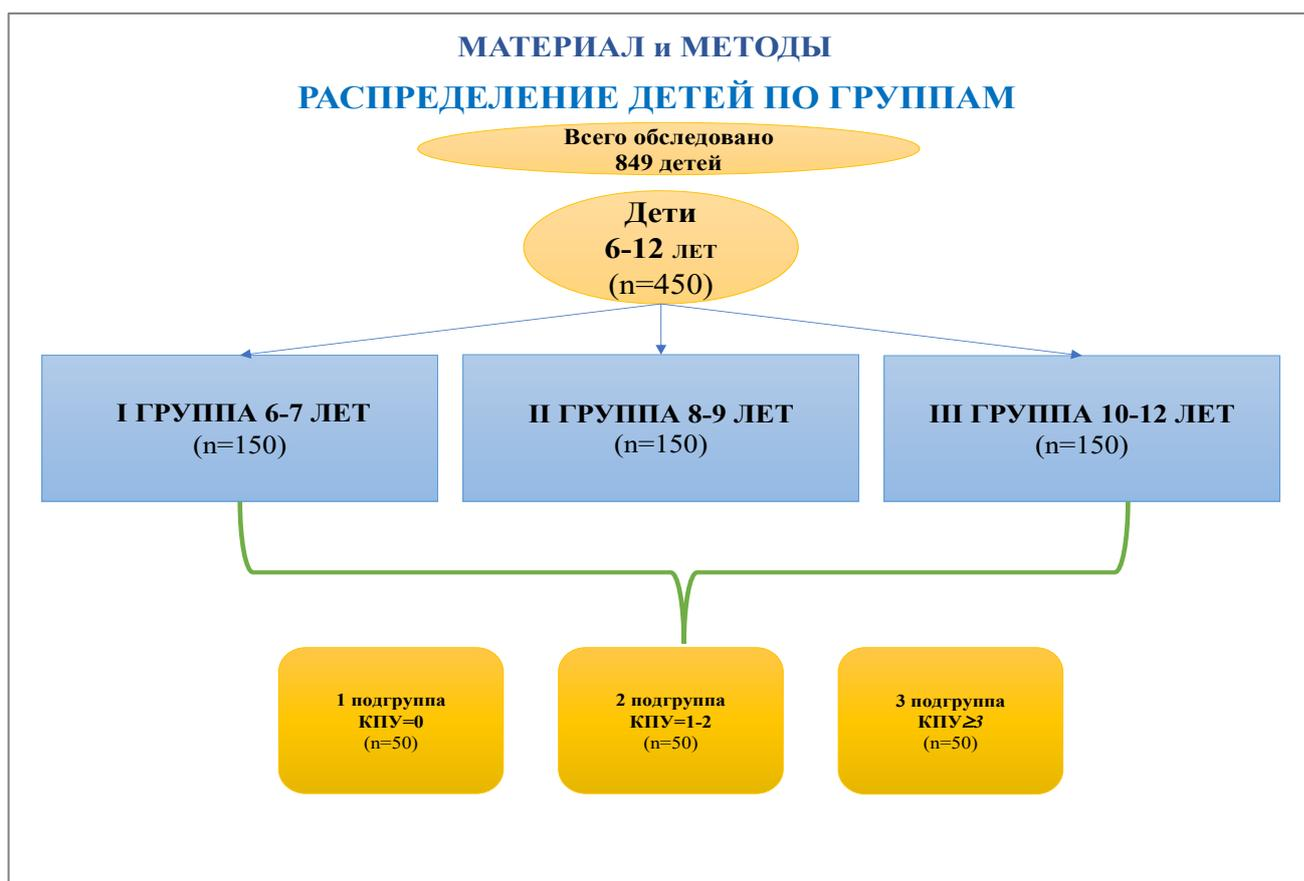 МАТЕРИАЛ и МЕТОДЫ
РАСПРЕДЕЛЕНИЕ ДЕТЕЙ ПО ГРУППАМ
Всего обследовано
849 детей
Дети
6-12 ЛЕТ
(n=450)
I ГРУППА 6-7 ЛЕТ
(n=150)
II ГРУППА 8-9 ЛЕТ
(n=150)
III ГРУППА 10-12 ЛЕТ
(n=150)
1 подгруппа
КПУ=0
(n=50)
2 подгруппа
КПУ=1-2
(n=50)
3 подгруппа
КПУ≥3
(n=50)